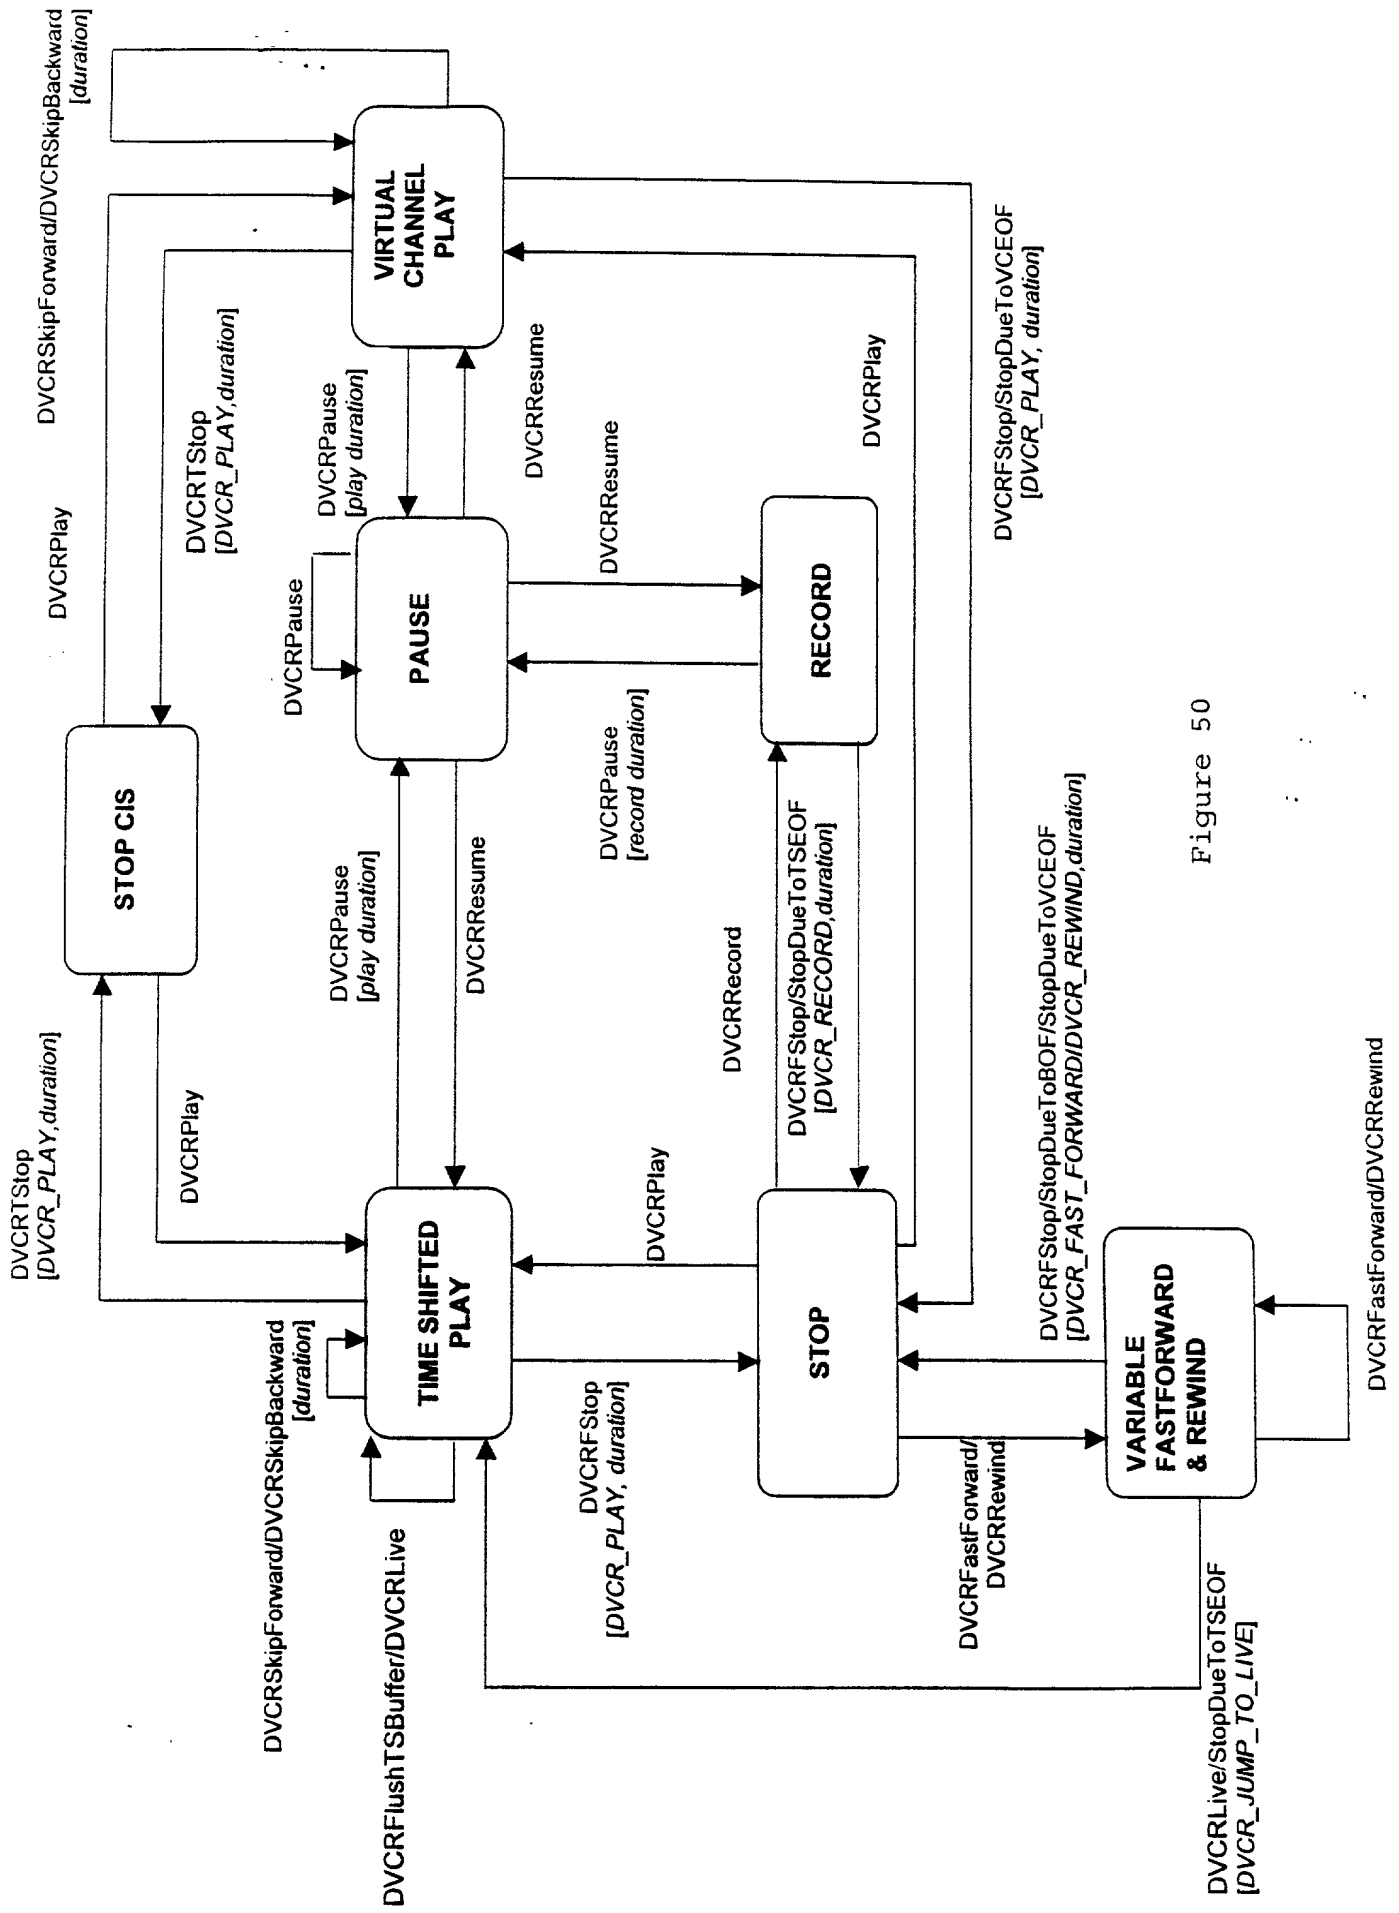 DVCRTStop
[DVCR_PLAY,duration]
DVCRPlay
STOP CIS
DVCRPlay
DVCRTStop
[DVCR_PLAY,duration]
DVCRSkipForward/DVCRSkipBackward
[duration]
DVCRSkipForward/DVCRSkipBackward
[duration]
DVCRFlushTSBuffer/DVCRLive
TIME SHIFTED
PLAY
DVCRPause
[play duration]
DVCRResume
DVCRPause
PAUSE
DVCRPause
[play duration]
DVCRResume
VIRTUAL
CHANNEL
PLAY
DVCRFStop
[DVCR_PLAY, duration]
DVCRPlay
DVCRPause
[record duration]
DVCRResume
DVCRRecord
DVCRFStop/StopDueToTSEOF
[DVCR_RECORD,duration]
STOP
RECORD
DVCRPlay
DVCRFStop/StopDueToVCEOF
[DVCR_PLAY, duration]
DVCRFastForward/
DVCRRewind
DVCRFStop/StopDueToBOF/StopDueToVCEOF
[DVCR_FAST_FORWARD/DVCR_REWIND,duration]
VARIABLE
FASTFORWARD
& REWIND
DVCRLive/StopDueToTSEOF
[DVCR_JUMP_TO_LIVE]
DVCRFastForward/DVCRRewind
Figure 50